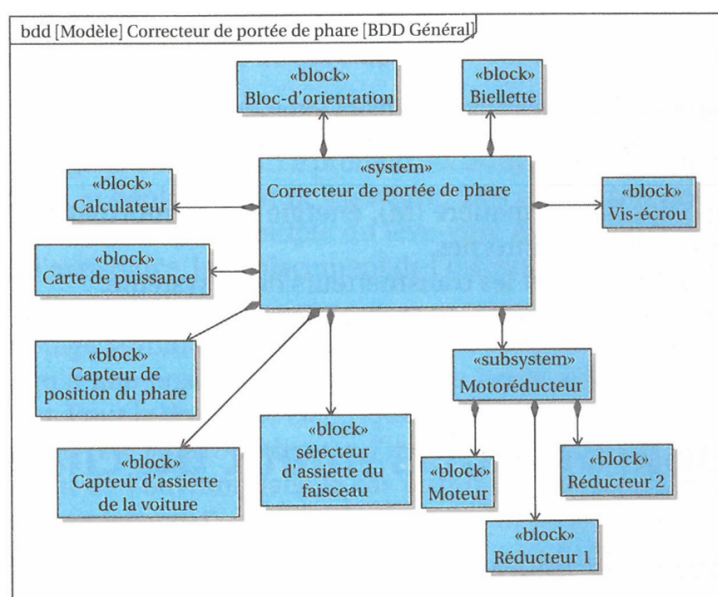 bdd [Modèle] Correcteur de portée de phare [BDD Général]
«block»
Bloc-d'orientation
«block»
Biellette
«system»
Correcteur de portée de phare
«block»
Calculateur
«block»
Vis-écrou
«block»
Carte de puissance
«block»
Capteur de
position du phare
«subsystem»
Motoréducteur
«block»
sélecteur
d'assiette du
faisceau
«block»
Capteur d'assiette
de la voiture
«block»
Moteur
«block»
Réducteur 2
«block»
Réducteur 1